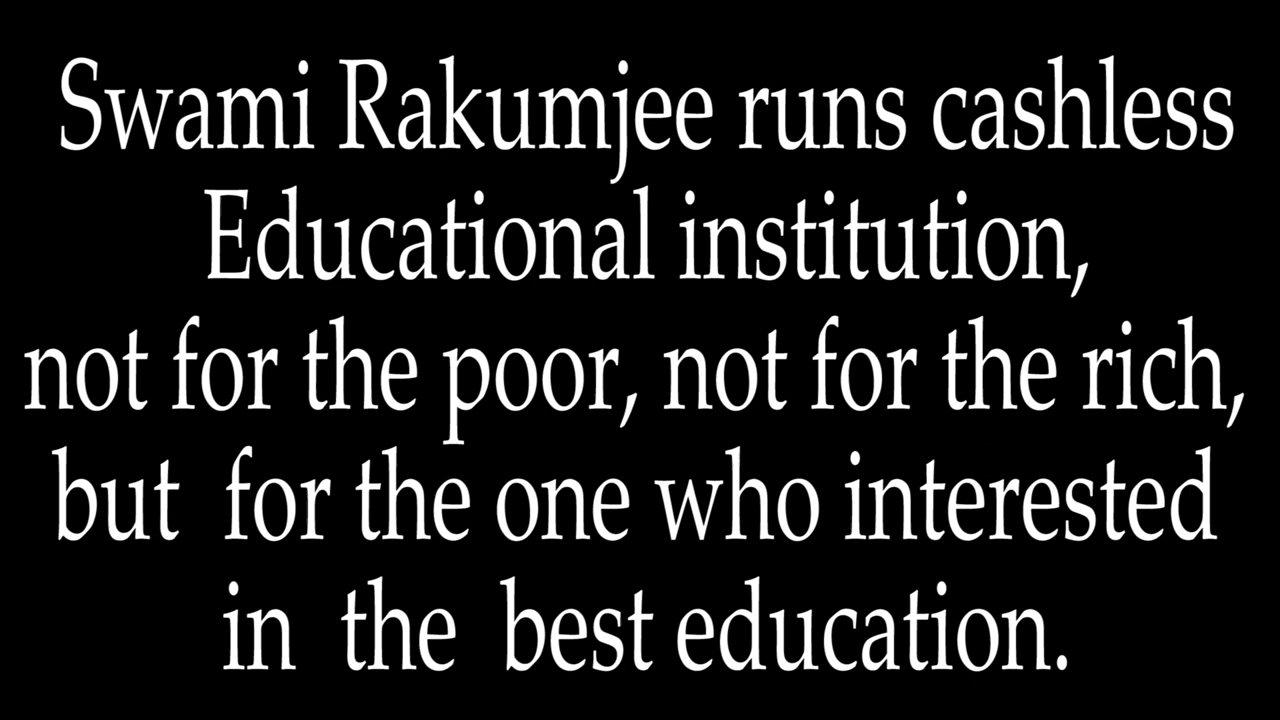 Swami Rakumjee runs cashless
Educational institution,
not for the poor, not for the rich,
but for the one who interested
in the best education.